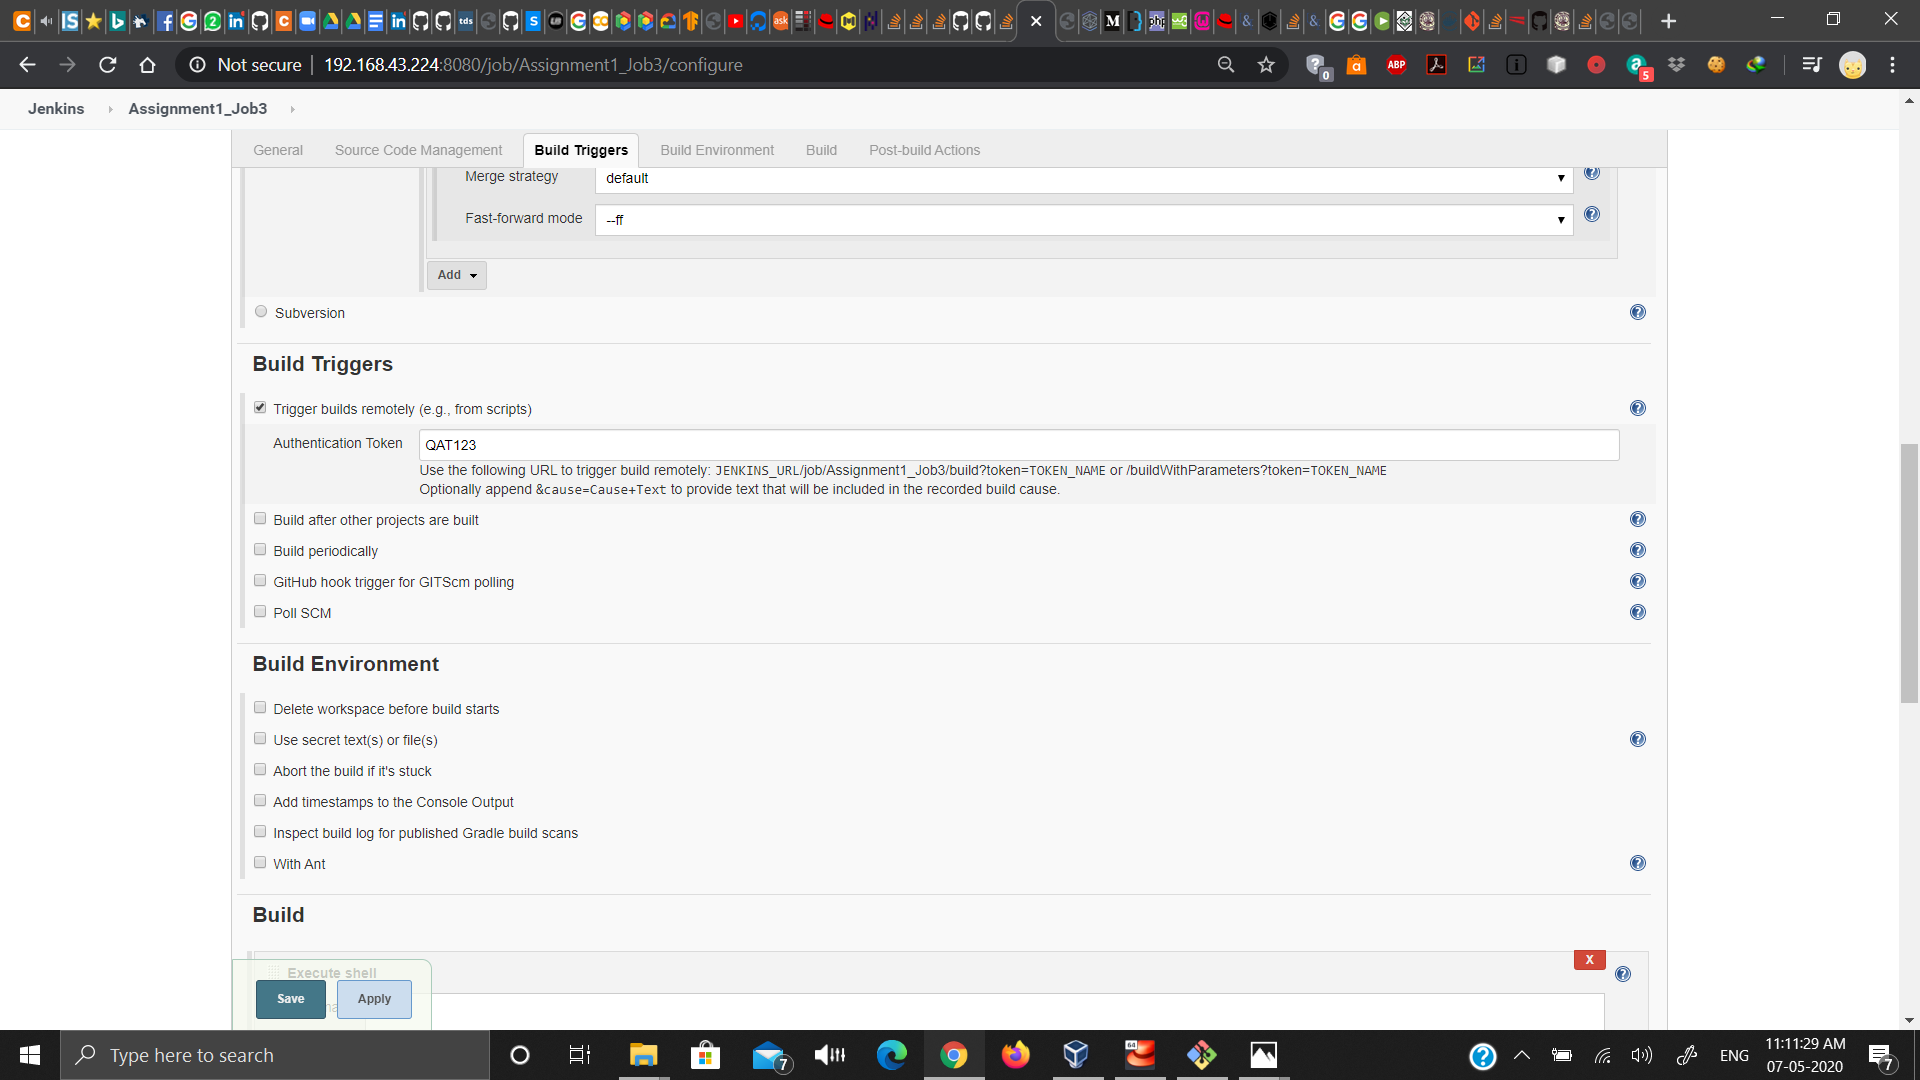 Not secure 192.168.43.224:8080/job/Assignment1_Job3/configure
ABP
0
5
Jenkins Assignment1_Job3
General Source Code Management Build Triggers Build Environment Build Post-build Actions
Merge strategy default
Fast-forward mode --ff
Add
Subversion
Build Triggers
Trigger builds remotely (e.g., from scripts)
Authentication Token QAT123
Use the following URL to trigger build remotely: JENKINS_URL/job/Assignment1_Job3/build?token=TOKEN_NAME or /buildWithParameters?token=TOKEN_NAME
Optionally append &cause=Cause+Text to provide text that will be included in the recorded build cause.
Build after other projects are built
Build periodically
GitHub hook trigger for GITScm polling
Poll SCM
Build Environment
Delete workspace before build starts
Use secret text(s) or file(s)
Abort the build if it's stuck
Add timestamps to the Console Output
Inspect build log for published Gradle build scans
With Ant
Build
X
Execute shell
Save Apply
Type here to search
7
64
ENG
11:11:29 AM
07-05-2020
7